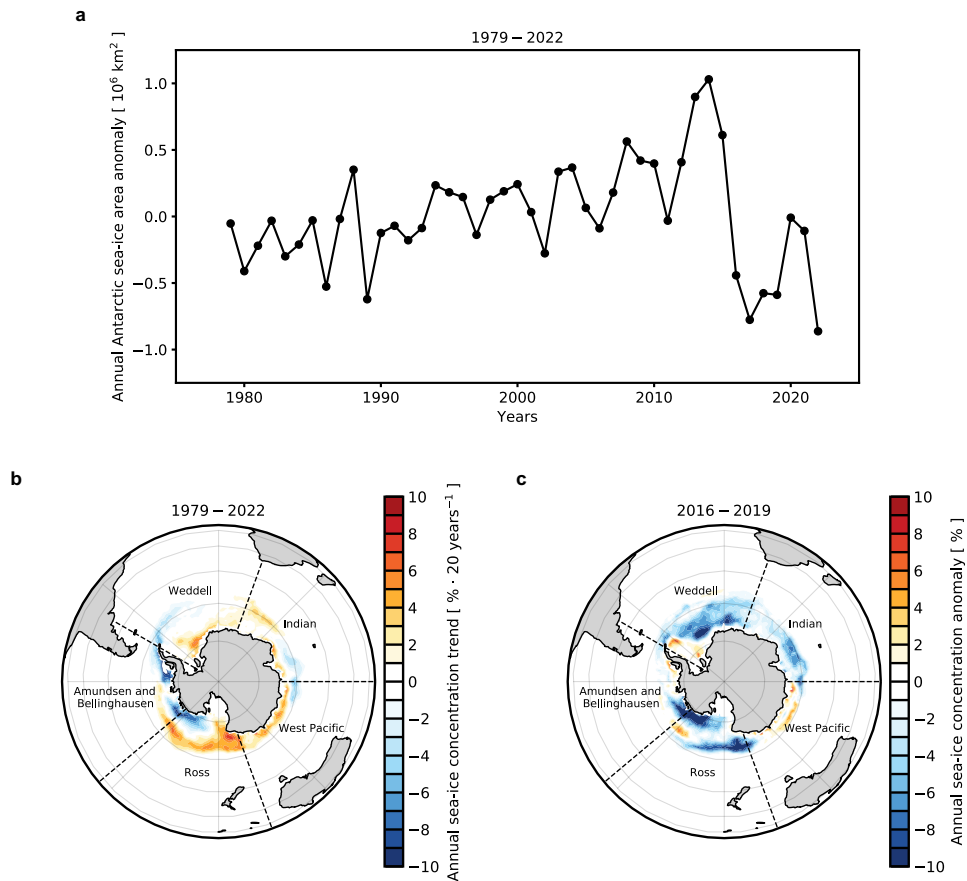 a
1979 − 2022
Annual Antarctic sea-ice area anomaly [ 10⁶ km² ]
1.0
0.5
0.0
−0.5
−1.0
1980
1990
2000
2010
2020
Years
b
1979 − 2022
Weddell
Indian
Amundsen and
Bellinghausen
West Pacific
Ross
10
8
6
4
2
0
−2
−4
−6
−8
−10
Annual sea-ice concentration trend [ % · 20 years⁻¹ ]
c
2016 − 2019
Weddell
Indian
Amundsen and
Bellinghausen
West Pacific
Ross
10
8
6
4
2
0
−2
−4
−6
−8
−10
Annual sea-ice concentration anomaly [ % ]